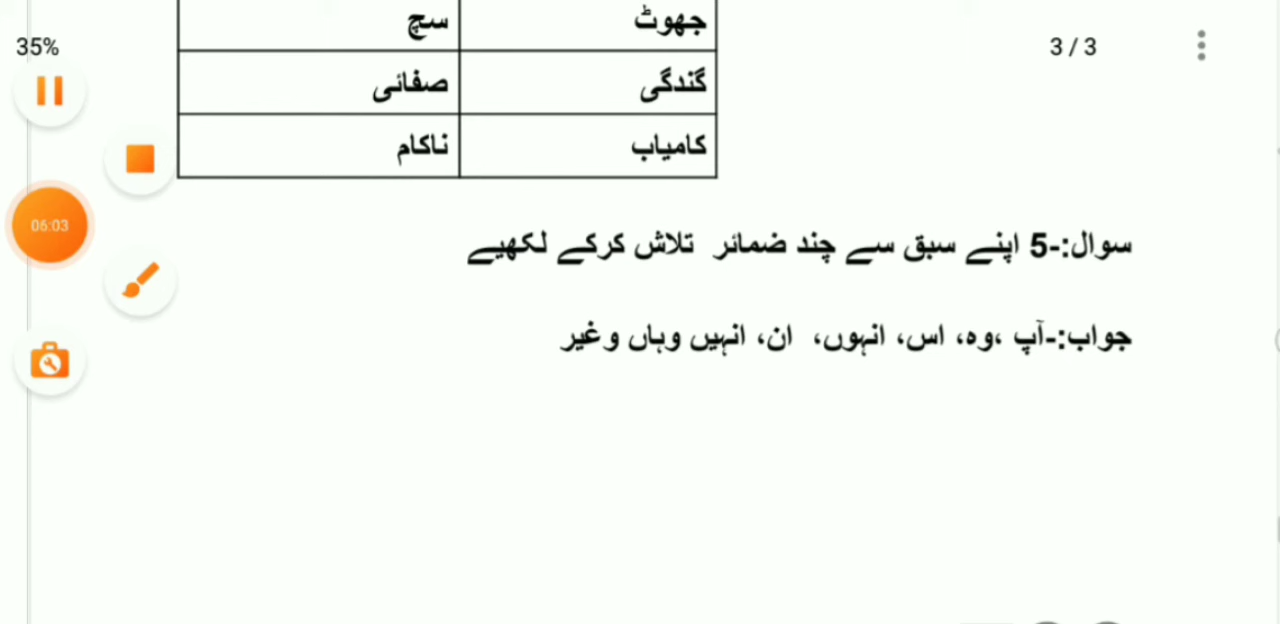 جھوٹ سچ
35%
3 / 3
گندگی صفائی
کامیاب ناکام
06:03
سوال:-5 اپنے سبق سے چند ضمائر تلاش کرکے لکھیے
جواب:-آپ ،وہ، اس، انہوں، ان، انہیں وہاں وغیر